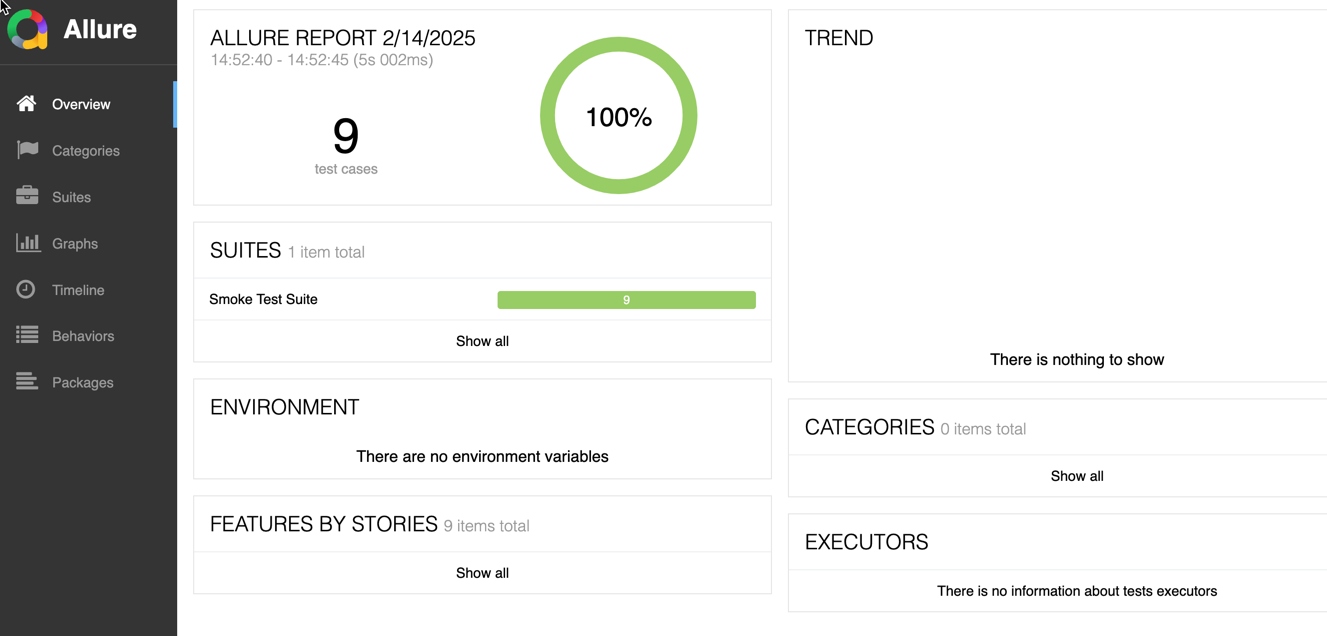 Allure
Overview
Categories
Suites
Graphs
Timeline
Behaviors
Packages
ALLURE REPORT 2/14/2025
14:52:40 - 14:52:45 (5s 002ms)
9
test cases
100%
SUITES 1 item total
Smoke Test Suite 9
Show all
ENVIRONMENT
There are no environment variables
FEATURES BY STORIES 9 items total
Show all
TREND
There is nothing to show
CATEGORIES 0 items total
Show all
EXECUTORS
There is no information about tests executors